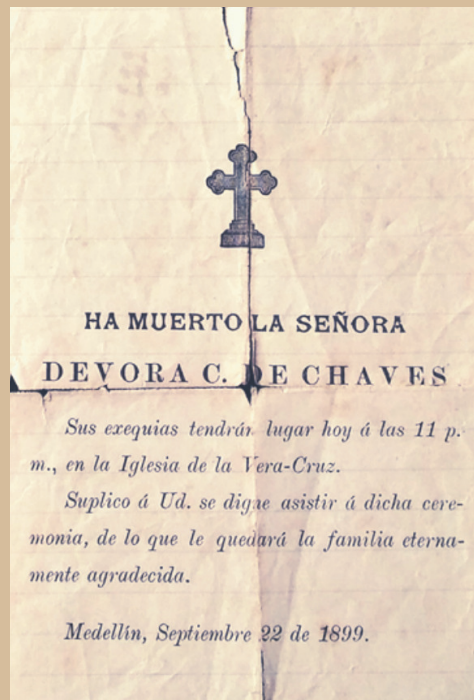 HA MUERTO LA SEÑORA
DEVORA C. DE CHAVES
Sus exequias tendrán lugar hoy á las 11 p.
m., en la Iglesia de la Vera-Cruz.
Suplico á Ud. se digne asistir á dicha cere-
monia, de lo que le quedará la familia eterna-
mente agradecida.
Medellín, Septiembre 22 de 1899.